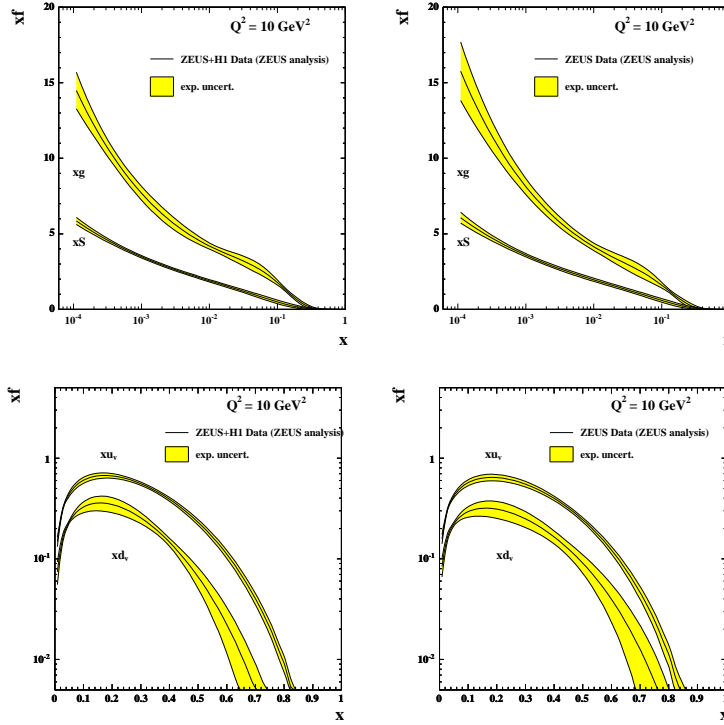 xf
20
15
10
5
0
Q² = 10 GeV²
ZEUS+H1 Data (ZEUS analysis)
exp. uncert.
xg
xS
10⁻⁴ 10⁻³ 10⁻² 10⁻¹ 1
x
xf
20
15
10
5
0
Q² = 10 GeV²
ZEUS Data (ZEUS analysis)
exp. uncert.
xg
xS
10⁻⁴ 10⁻³ 10⁻² 10⁻¹
x
xf
1
10⁻¹
10⁻²
Q² = 10 GeV²
ZEUS+H1 Data (ZEUS analysis)
exp. uncert.
xuᵥ
xdᵥ
0 0.1 0.2 0.3 0.4 0.5 0.6 0.7 0.8 0.9 1
x
xf
1
10⁻¹
10⁻²
Q² = 10 GeV²
ZEUS Data (ZEUS analysis)
exp. uncert.
xuᵥ
xdᵥ
0 0.1 0.2 0.3 0.4 0.5 0.6 0.7 0.8 0.9 1
x